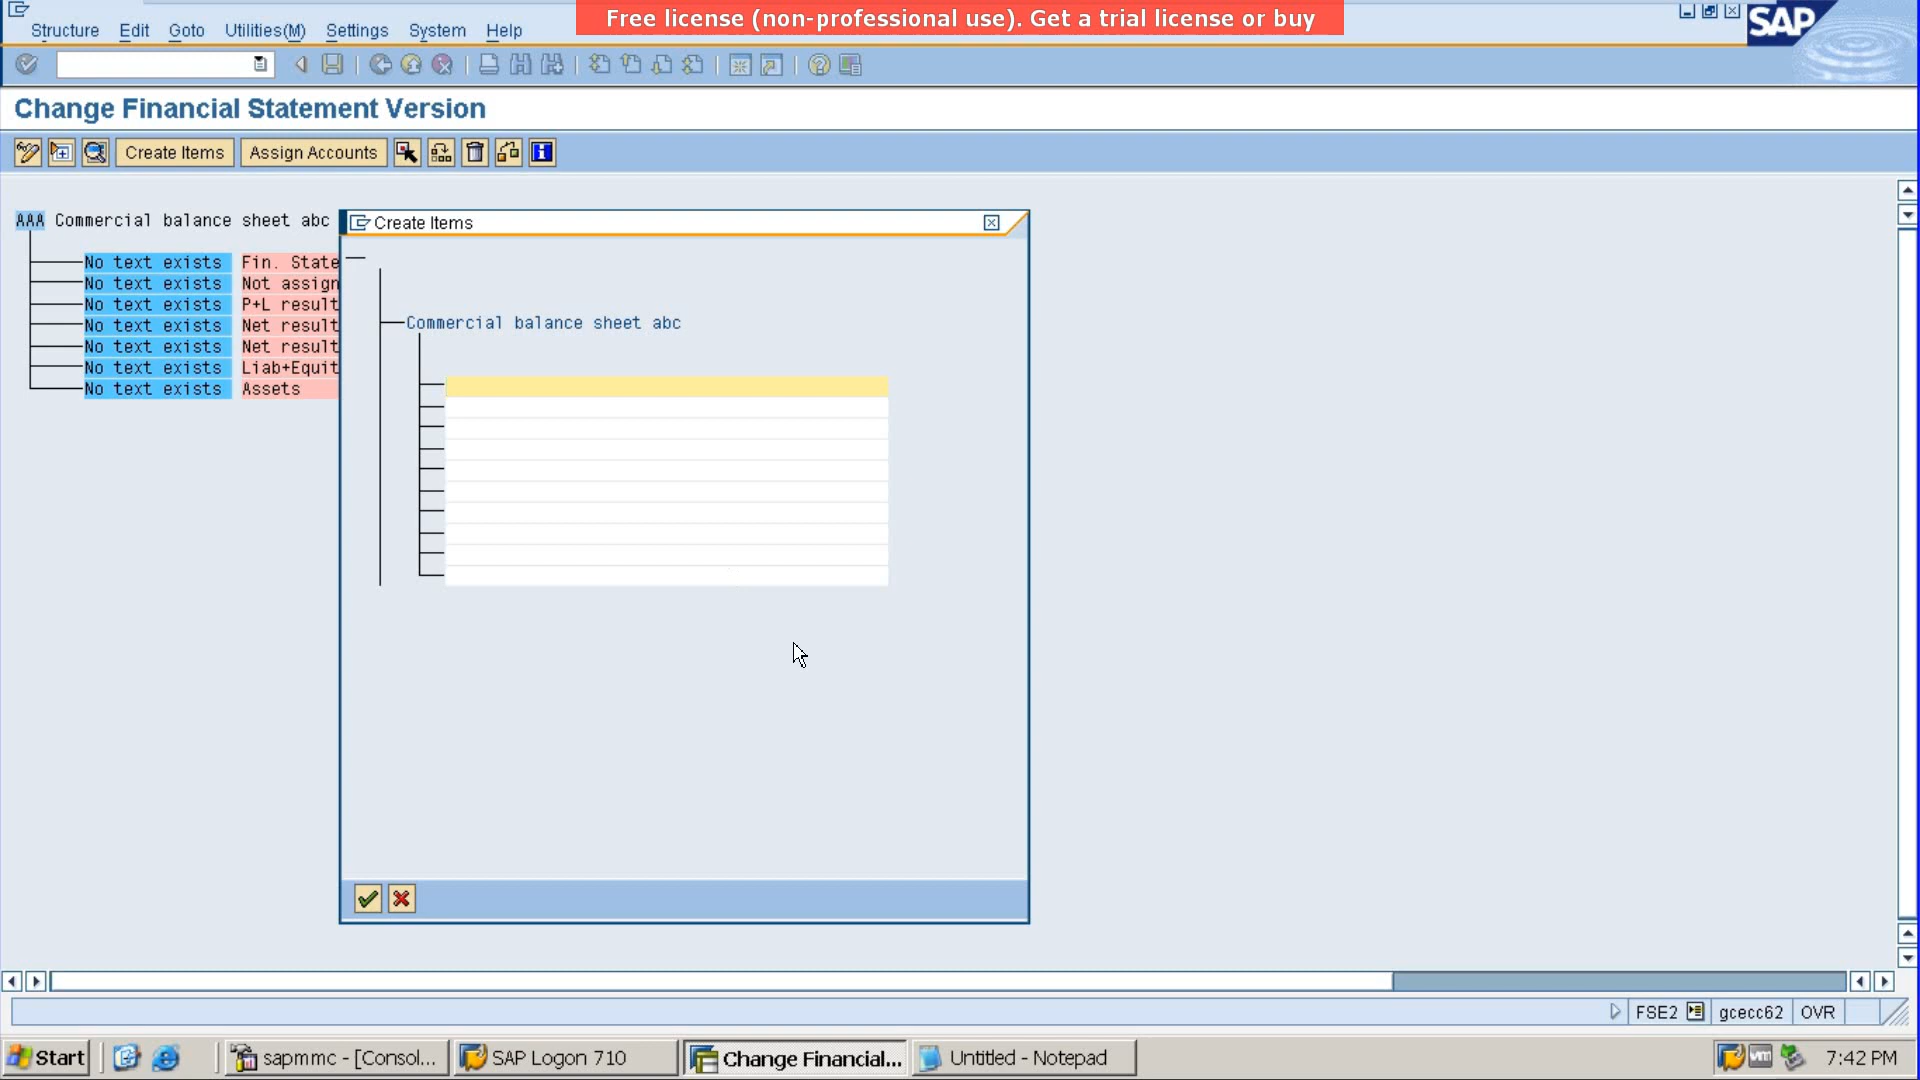 Free license (non-professional use). Get a trial license or buy
Structure Edit Goto Utilities(M) Settings System Help
SAP
Change Financial Statement Version
Create Items Assign Accounts
AAA Commercial balance sheet abc
No text exists Fin. State
No text exists Not assign
No text exists P+L result
No text exists Net result
No text exists Net result
No text exists Liab+Equit
No text exists Assets
Create Items
Commercial balance sheet abc
FSE2 gcecc62 OVR
Start sapmmc - [Consol... SAP Logon 710 Change Financial... Untitled - Notepad 7:42 PM